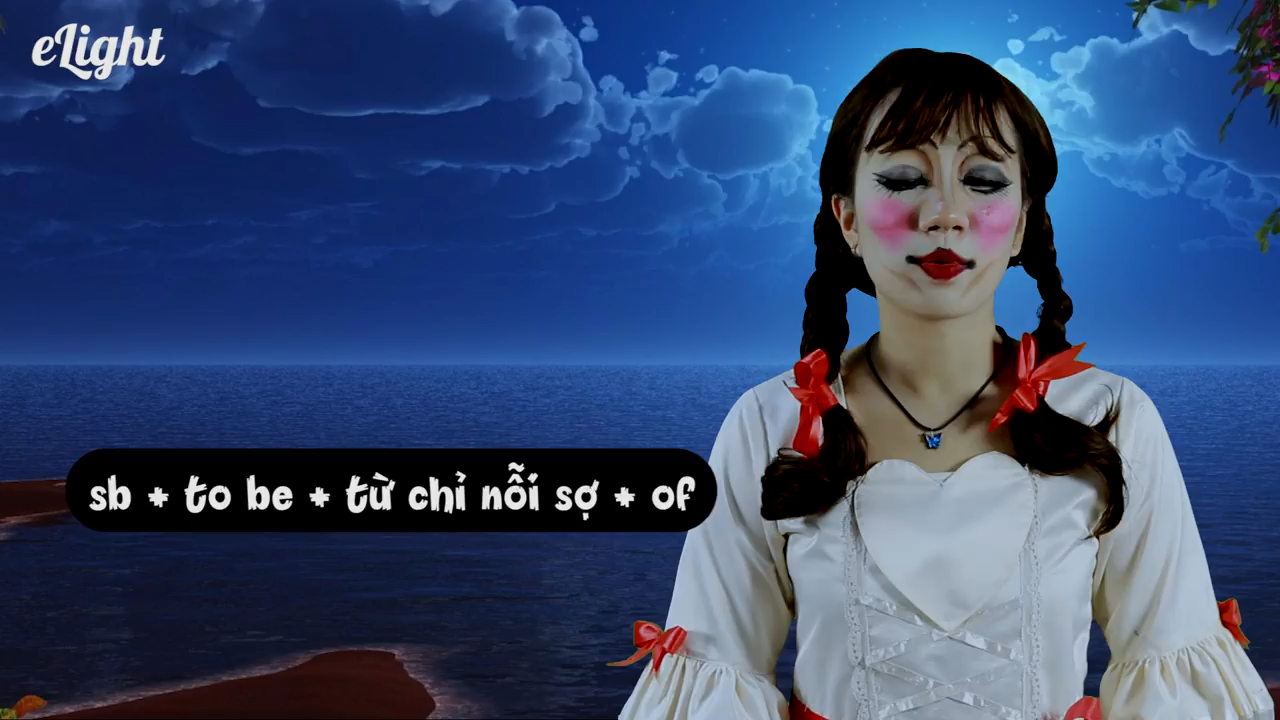 eLight
sb + to be + từ chỉ nỗi sợ + of